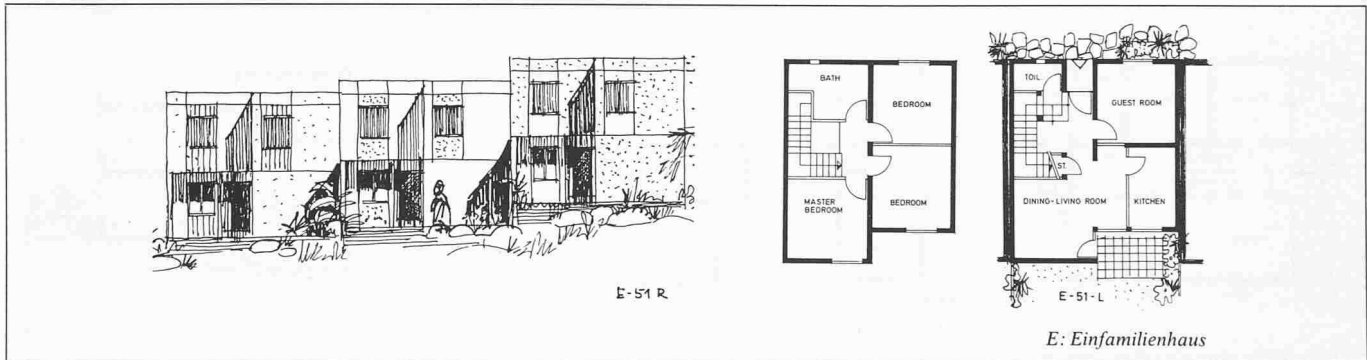 E-51 R
BATH
BEDROOM
MASTER
BEDROOM
BEDROOM
TOIL.
GUEST ROOM
ST.
DINING-LIVING ROOM
KITCHEN
E-51-L
E: Einfamilienhaus